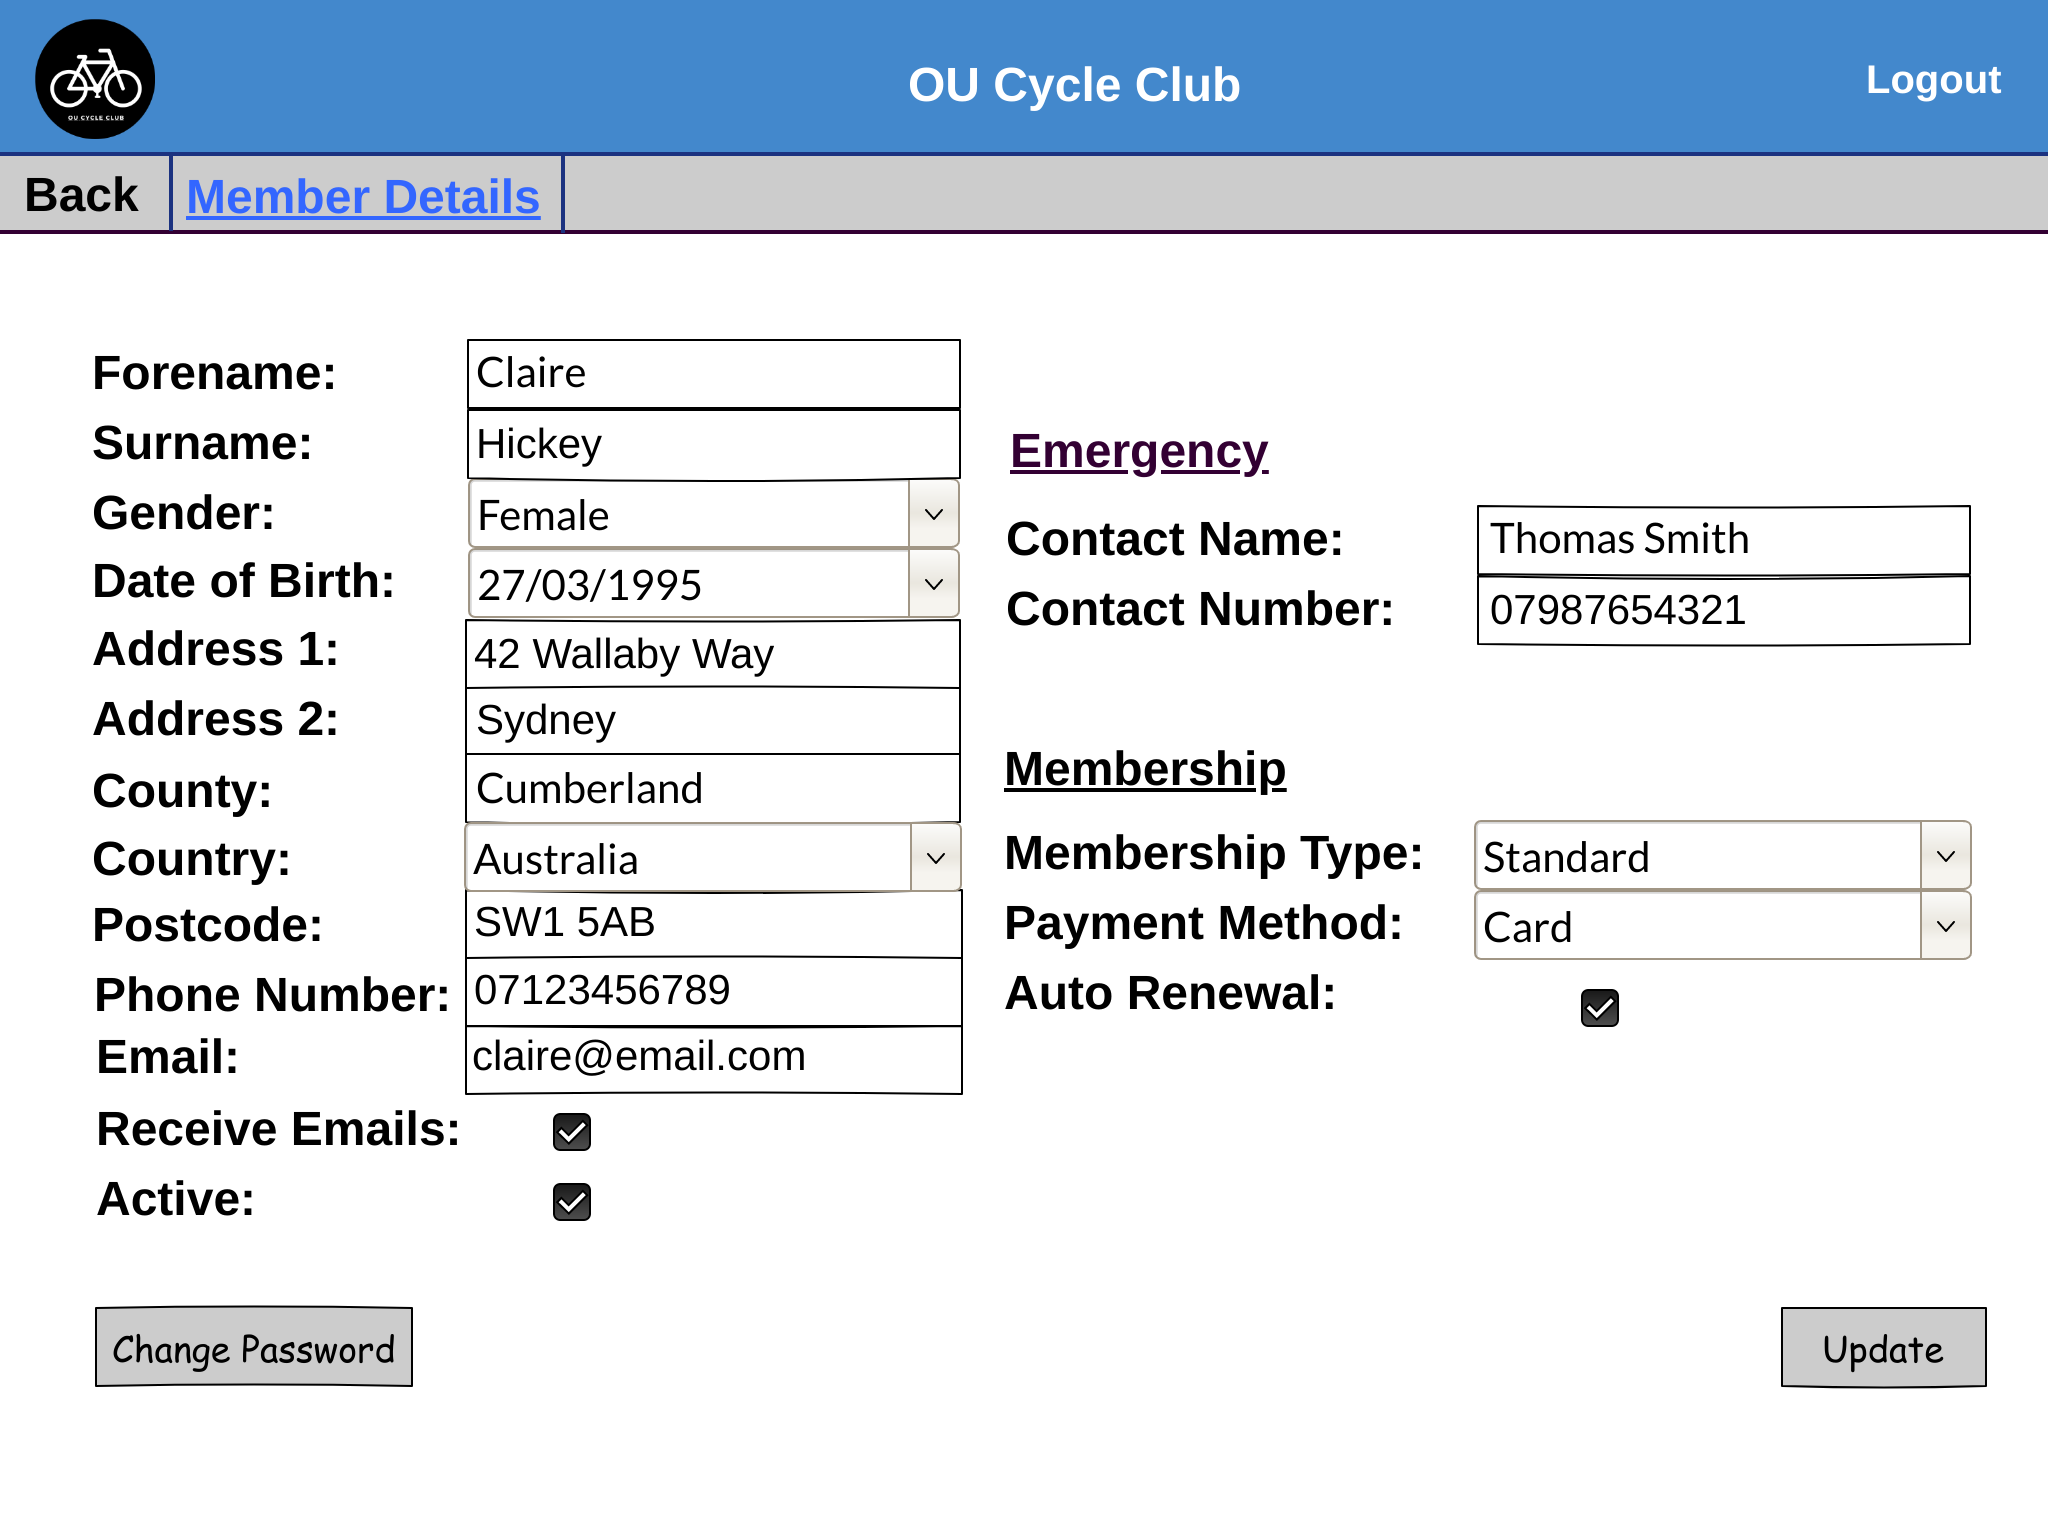 OU CYCLE CLUB
OU Cycle Club
Logout
Back
Member Details
Forename: Claire
Surname: Hickey
Gender: Female
Date of Birth: 27/03/1995
Address 1: 42 Wallaby Way
Address 2: Sydney
County: Cumberland
Country: Australia
Postcode: SW1 5AB
Phone Number: 07123456789
Email: claire@email.com
Receive Emails:
Active:
Emergency
Contact Name: Thomas Smith
Contact Number: 07987654321
Membership
Membership Type: Standard
Payment Method: Card
Auto Renewal:
Change Password
Update